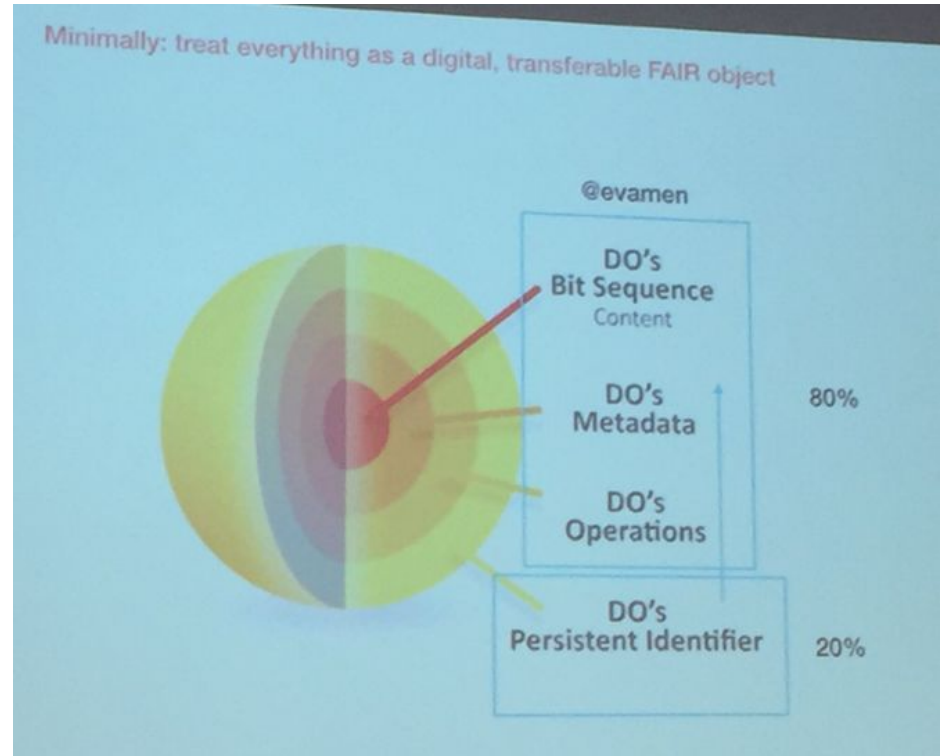 Minimally: treat everything as a digital, transferable FAIR object
@evamen
DO's
Bit Sequence
Content
DO's
Metadata
80%
DO's
Operations
DO's
Persistent Identifier
20%